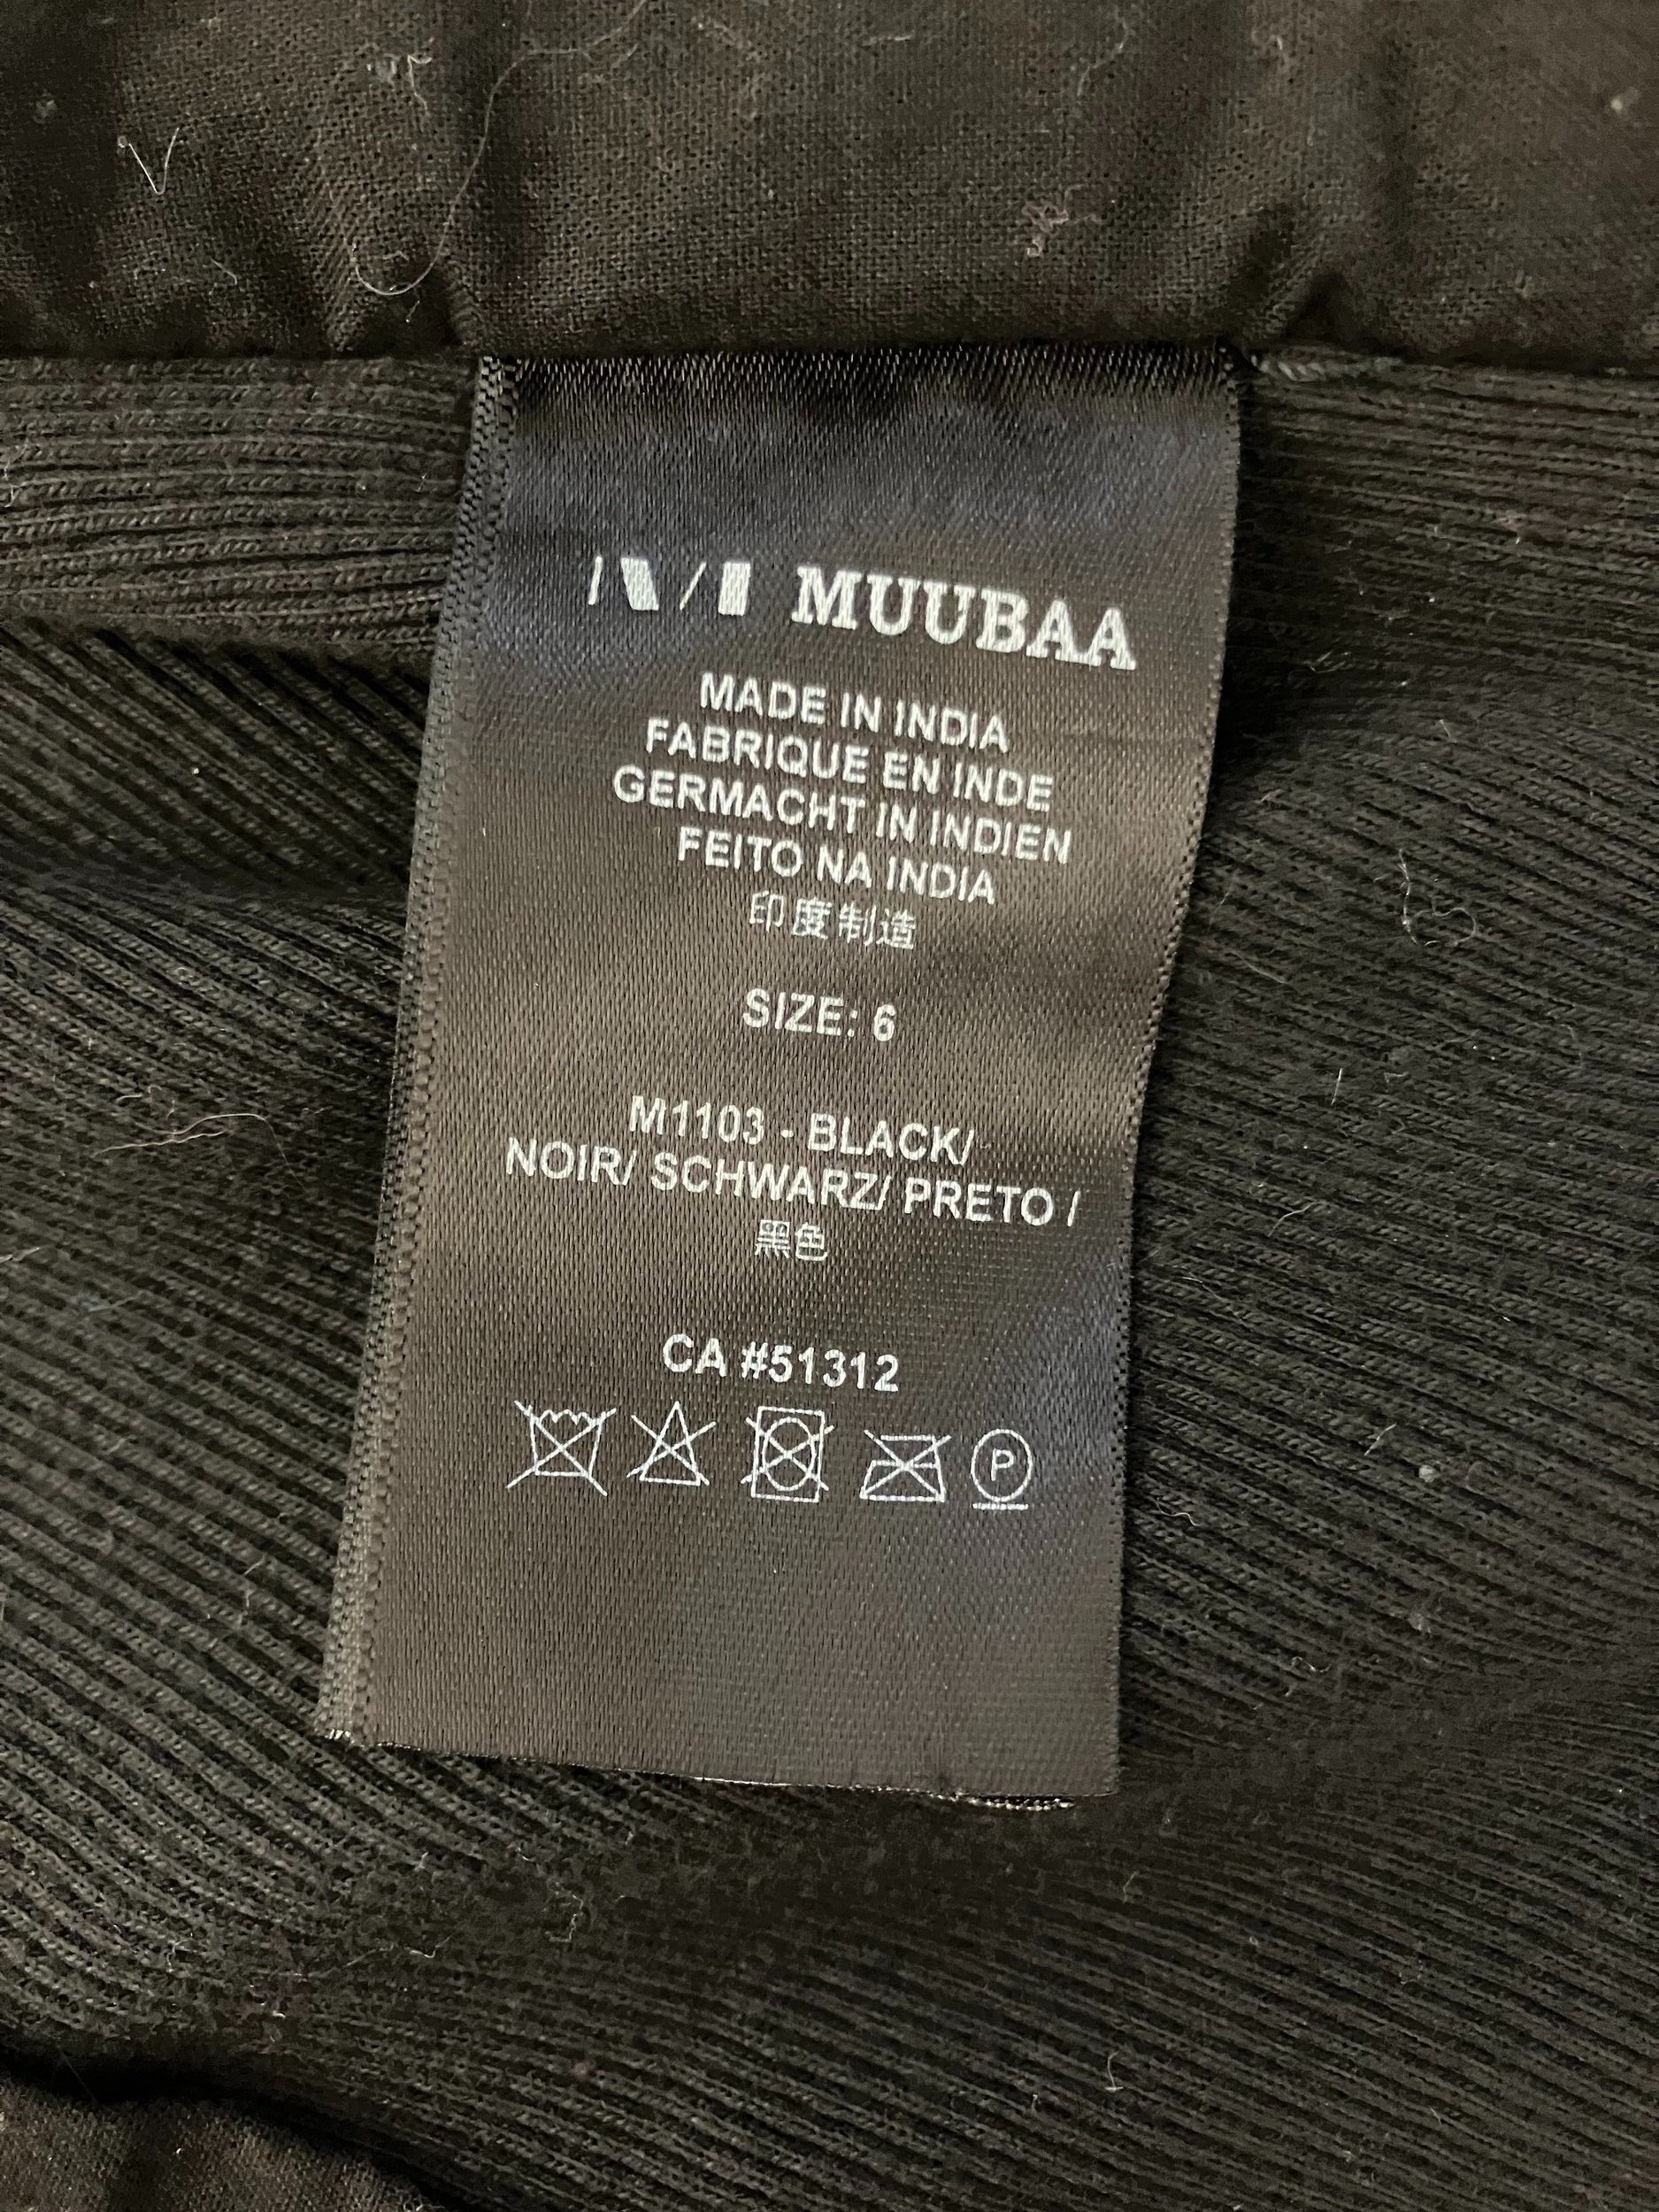 MUUBAA
MADE IN INDIA
FABRIQUE EN INDE
GERMACHT IN INDIEN
FEITO NA INDIA
印度制造
SIZE: 6
M1103 - BLACK/
NOIR/ SCHWARZ/ PRETO /
黑色
CA #51312
P